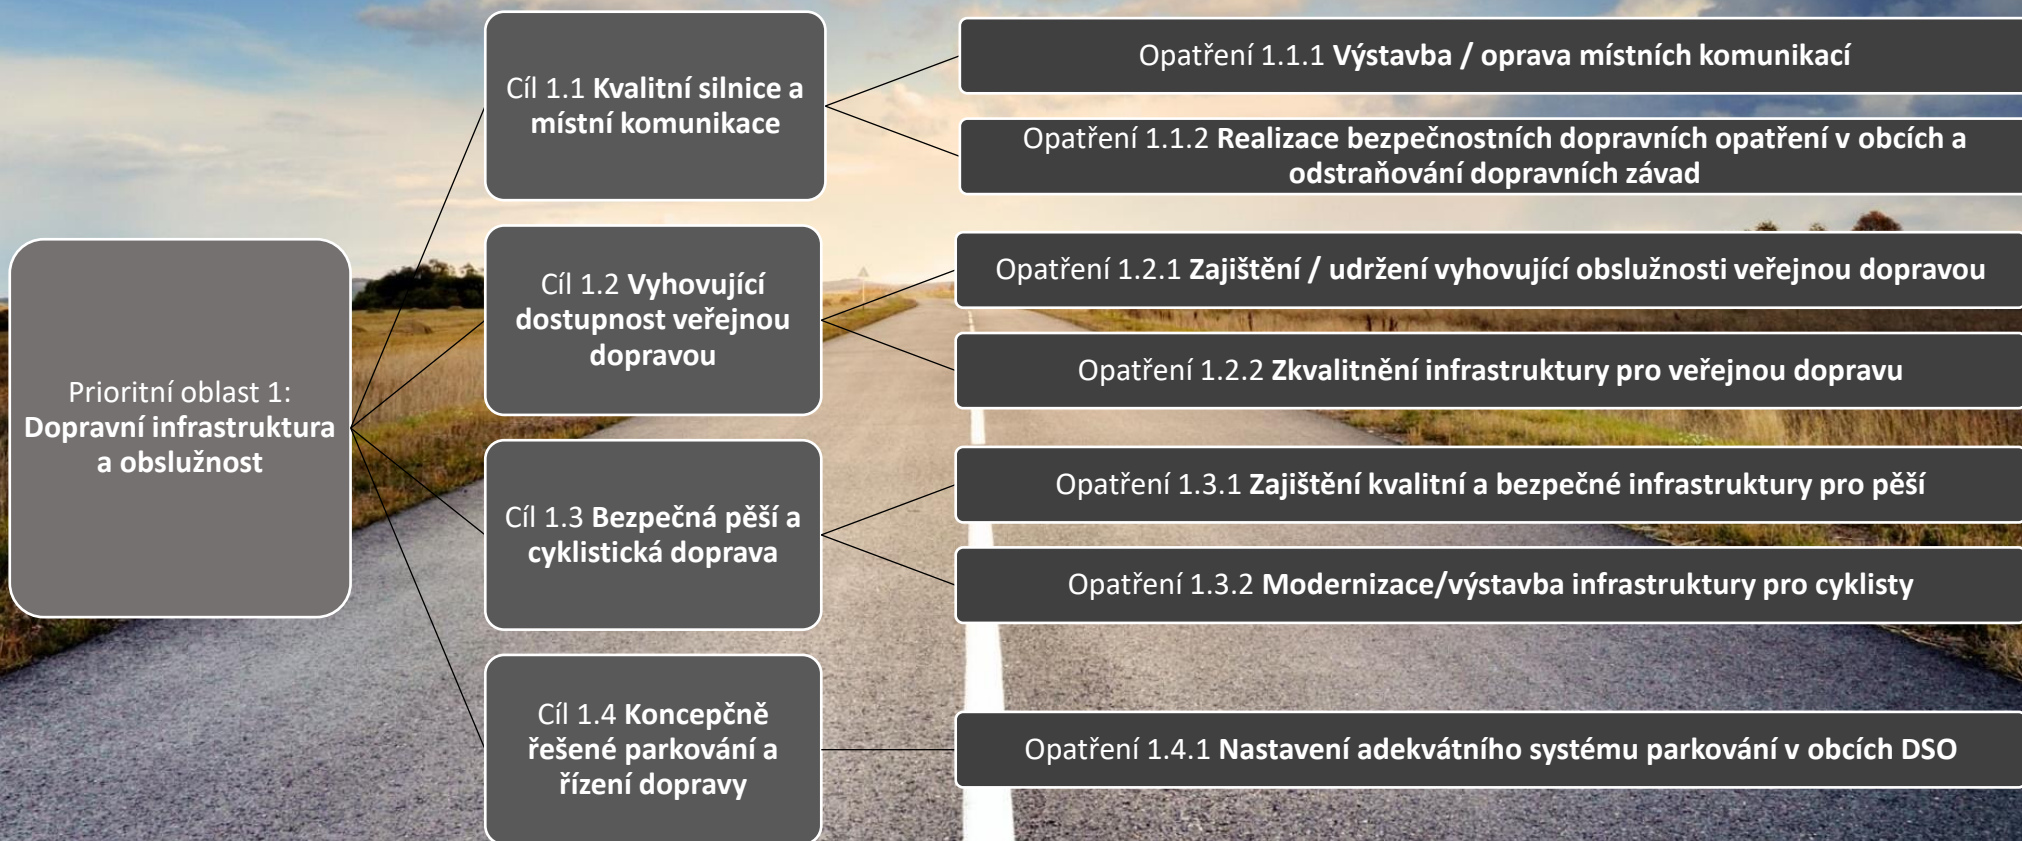 Prioritní oblast 1:
Dopravní infrastruktura
a obslužnost
Cíl 1.1 Kvalitní silnice a
místní komunikace
Opatření 1.1.1 Výstavba / oprava místních komunikací
Opatření 1.1.2 Realizace bezpečnostních dopravních opatření v obcích a
odstraňování dopravních závad
Cíl 1.2 Vyhovující
dostupnost veřejnou
dopravou
Opatření 1.2.1 Zajištění / udržení vyhovující obslužnosti veřejnou dopravou
Opatření 1.2.2 Zkvalitnění infrastruktury pro veřejnou dopravu
Cíl 1.3 Bezpečná pěší a
cyklistická doprava
Opatření 1.3.1 Zajištění kvalitní a bezpečné infrastruktury pro pěší
Opatření 1.3.2 Modernizace/výstavba infrastruktury pro cyklisty
Cíl 1.4 Koncepčně
řešené parkování a
řízení dopravy
Opatření 1.4.1 Nastavení adekvátního systému parkování v obcích DSO